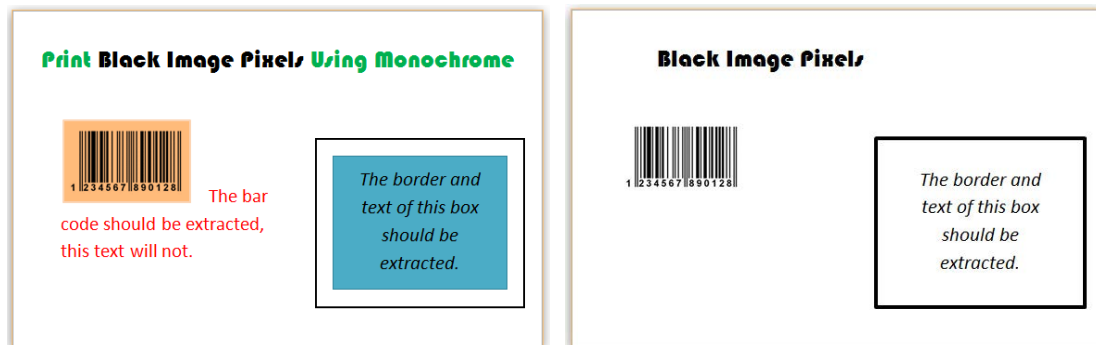 Print Black Image Pixels Using Monochrome
1 234567 890128
The bar
code should be extracted,
this text will not.
The border and
text of this box
should be
extracted.
Black Image Pixels
1 234567 890128
The border and
text of this box
should be
extracted.